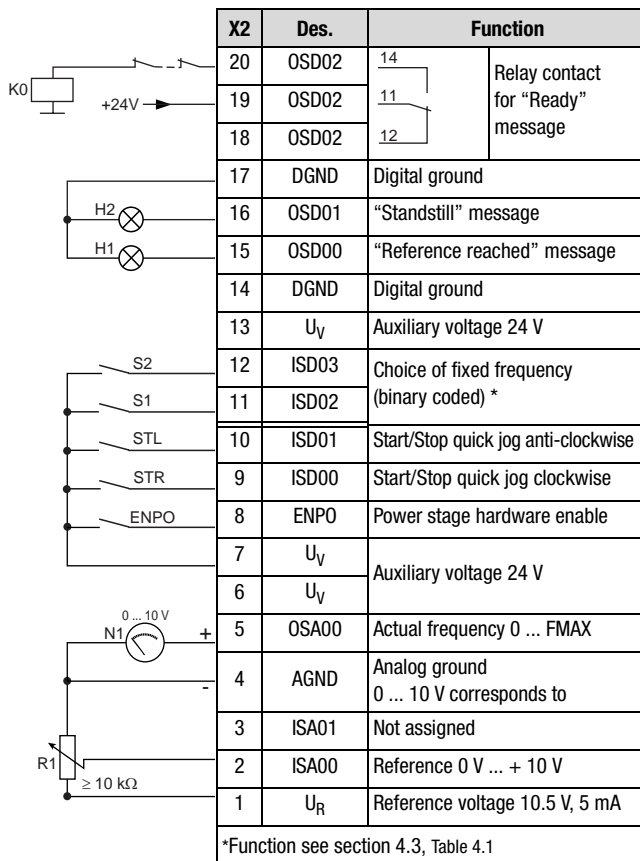 X2 Des. Function
20 OSD02 14 Relay contact
K0 +24V 19 OSD02 11 for “Ready”
18 OSD02 12 message
17 DGND Digital ground
H2 16 OSD01 “Standstill” message
H1 15 OSD00 “Reference reached” message
14 DGND Digital ground
13 UV Auxiliary voltage 24 V
S2 12 ISD03 Choice of fixed frequency
S1 11 ISD02 (binary coded) *
STL 10 ISD01 Start/Stop quick jog anti-clockwise
STR 9 ISD00 Start/Stop quick jog clockwise
ENPO 8 ENPO Power stage hardware enable
7 UV Auxiliary voltage 24 V
6 UV
0 ... 10 V
N1 + 5 OSA00 Actual frequency 0 ... FMAX
- 4 AGND Analog ground
0 ... 10 V corresponds to
3 ISA01 Not assigned
R1 2 ISA00 Reference 0 V ... + 10 V
≥ 10 kΩ
1 UR Reference voltage 10.5 V, 5 mA
*Function see section 4.3, Table 4.1